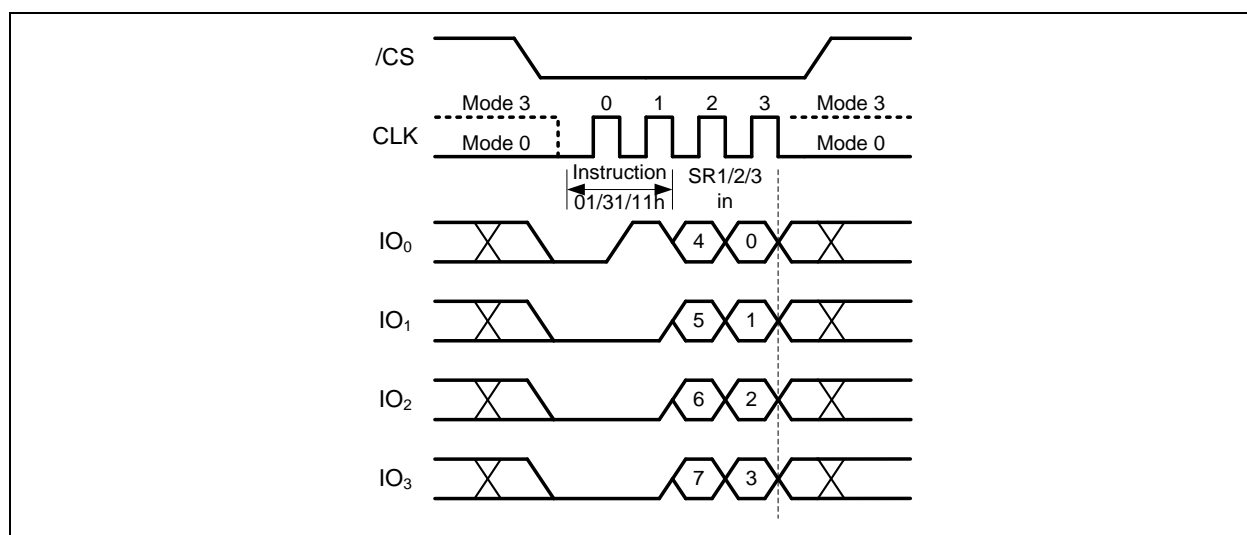 /CS
Mode 3 0 1 2 3 Mode 3
CLK
Mode 0 Mode 0
Instruction SR1/2/3
01/31/11h in
IO₀ 4 0
IO₁ 5 1
IO₂ 6 2
IO₃ 7 3